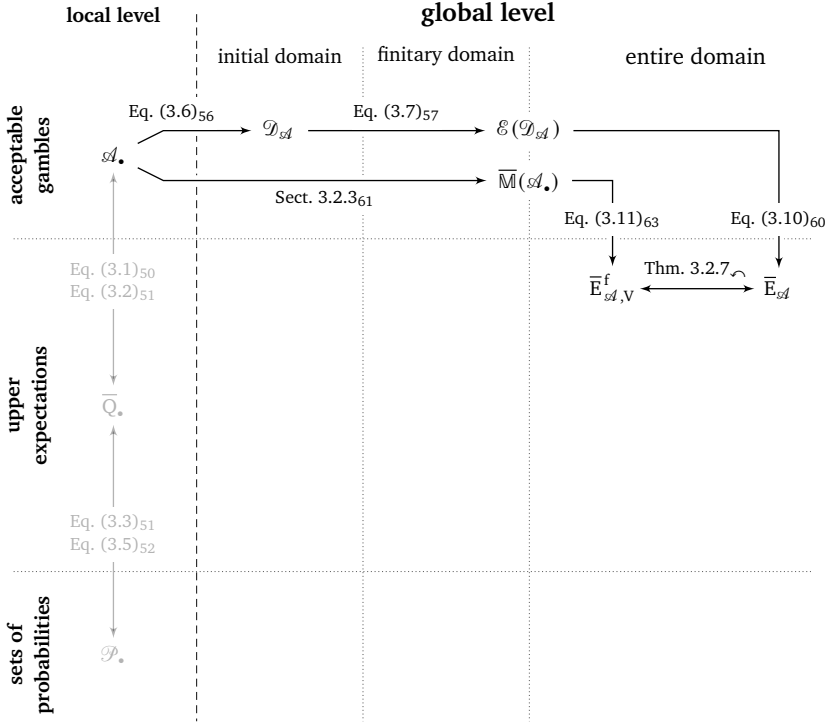 local level
global level
initial domain
finitary domain
entire domain
acceptable
gambles
Eq. (3.6)₅₆
𝒟_𝒜
Eq. (3.7)₅₇
ℰ(𝒟_𝒜)
𝒜•
Sect. 3.2.3₆₁
M̅(𝒜•)
Eq. (3.11)₆₃
Eq. (3.10)₆₀
Eq. (3.1)₅₀
Eq. (3.2)₅₁
E̅ᶠ_𝒜,V
Thm. 3.2.7↷
E̅_𝒜
upper
expectations
Q̅•
Eq. (3.3)₅₁
Eq. (3.5)₅₂
sets of
probabilities
𝒫•